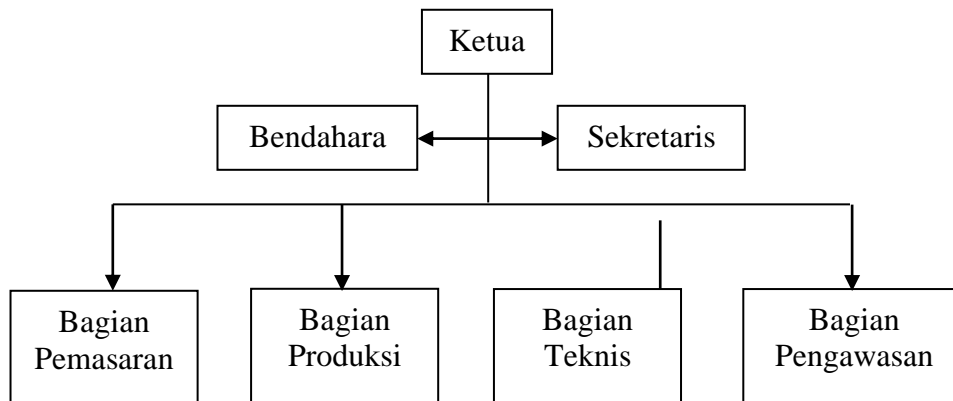 Ketua
Bendahara
Sekretaris
Bagian
Pemasaran
Bagian
Produksi
Bagian
Teknis
Bagian
Pengawasan